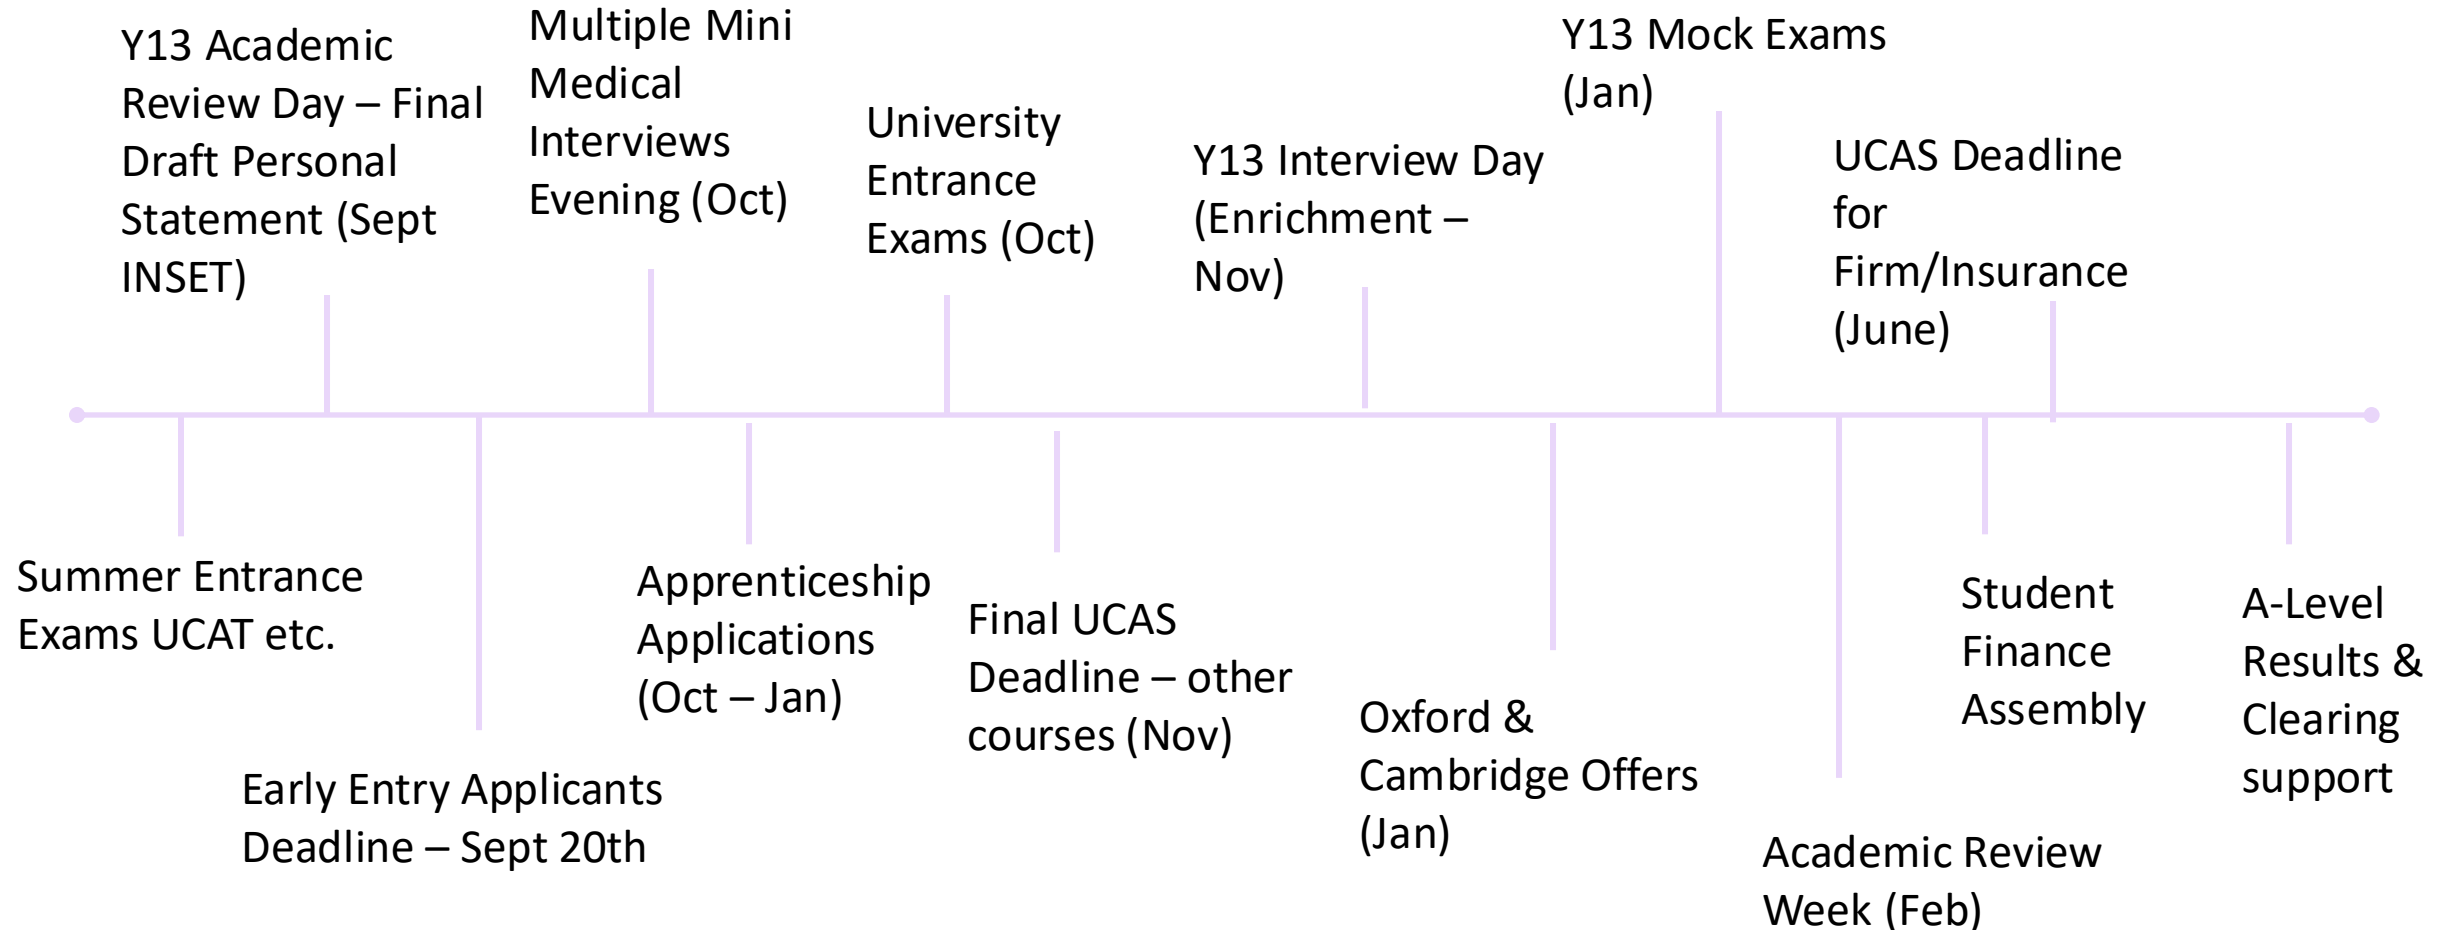 Y13 Academic
Review Day – Final
Draft Personal
Statement (Sept
INSET)
Multiple Mini
Medical
Interviews
Evening (Oct)
University
Entrance
Exams (Oct)
Y13 Interview Day
(Enrichment –
Nov)
Y13 Mock Exams
(Jan)
UCAS Deadline
for
Firm/Insurance
(June)
Summer Entrance
Exams UCAT etc.
Early Entry Applicants
Deadline – Sept 20th
Apprenticeship
Applications
(Oct – Jan)
Final UCAS
Deadline – other
courses (Nov)
Oxford &
Cambridge Offers
(Jan)
Academic Review
Week (Feb)
Student
Finance
Assembly
A-Level
Results &
Clearing
support